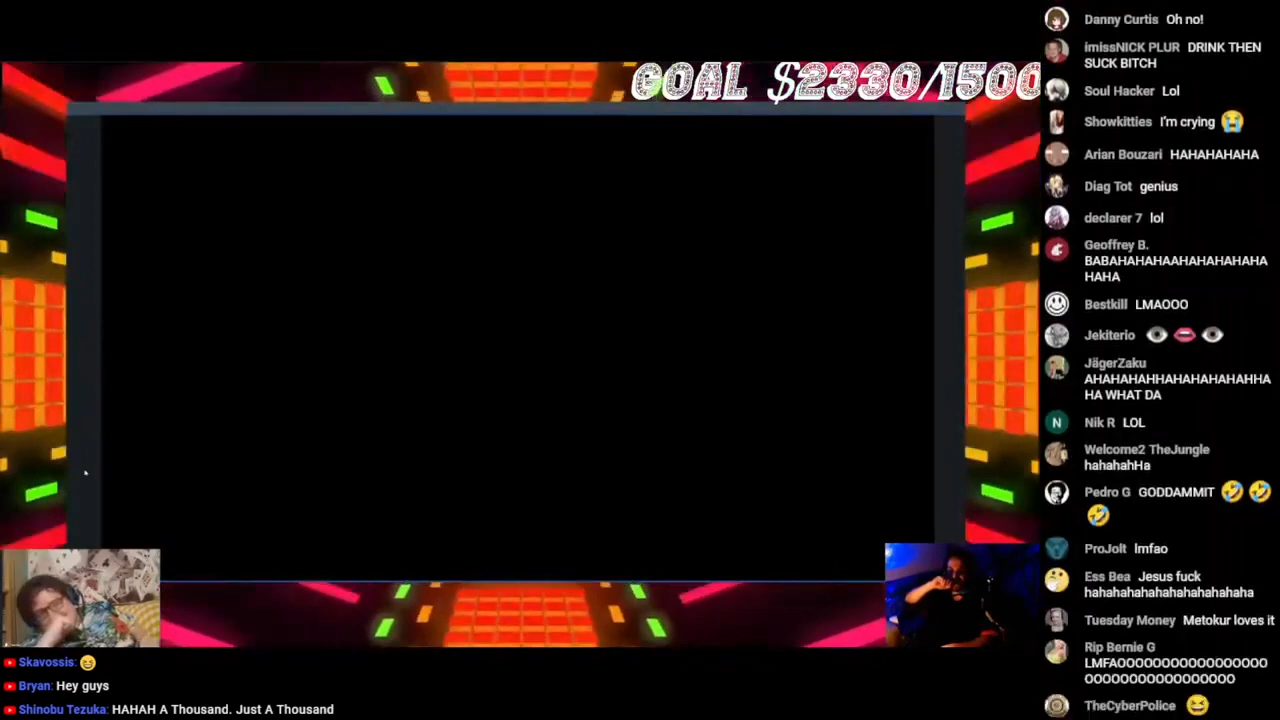 GOAL $2330/1500
Danny Curtis Oh no!
imissNICK PLUR DRINK THEN
SUCK BITCH
Soul Hacker Lol
Showkitties I'm crying 😭
Arian Bouzari HAHAHAHAHA
Diag Tot genius
declarer 7 lol
Geoffrey B.
BABAHAHAHAAHAHAHAHAHA
HAHA
Bestkill LMAOOO
Jekiterio 👁️👄👁️
JägerZaku
AHAHAHAHHAHAHAHAHAHHA
HA WHAT DA
N Nik R LOL
Welcome2 TheJungle
hahahahHa
Pedro G GODDAMMIT 🤣🤣
🤣
ProJolt lmfao
Ess Bea Jesus fuck
hahahahahahahahahahahaha
Tuesday Money Metokur loves it
Rip Bernie G
LMFAOOOOOOOOOOOOOOOOO
OOOOOOOOOOOOOOOOO
TheCyberPolice 😆
Skavossis: 😄
Bryan: Hey guys
Shinobu Tezuka: HAHAH A Thousand. Just A Thousand